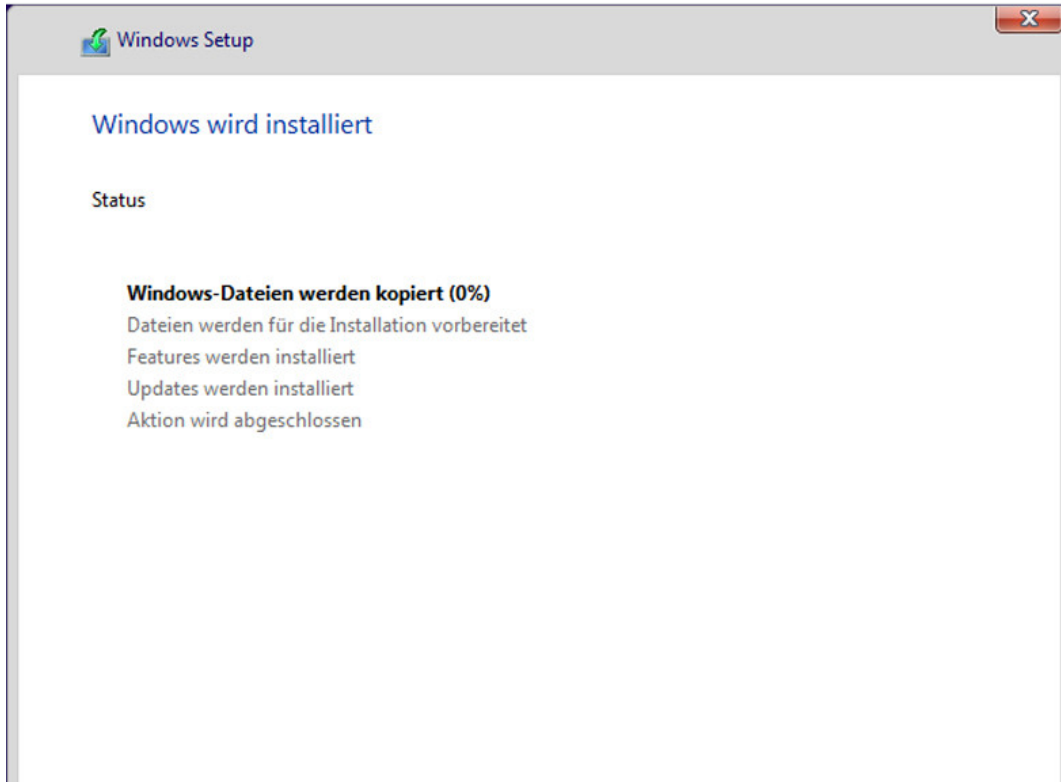 Windows Setup
Windows wird installiert
Status
Windows-Dateien werden kopiert (0%)
Dateien werden für die Installation vorbereitet
Features werden installiert
Updates werden installiert
Aktion wird abgeschlossen